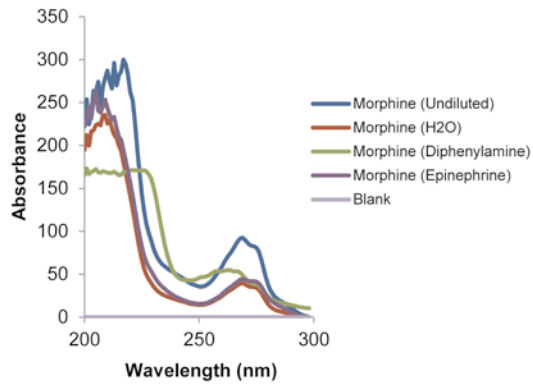 350
300
250
200
150
100
50
0
Absorbance
200
250
300
Wavelength (nm)
Morphine (Undiluted)
Morphine (H2O)
Morphine (Diphenylamine)
Morphine (Epinephrine)
Blank